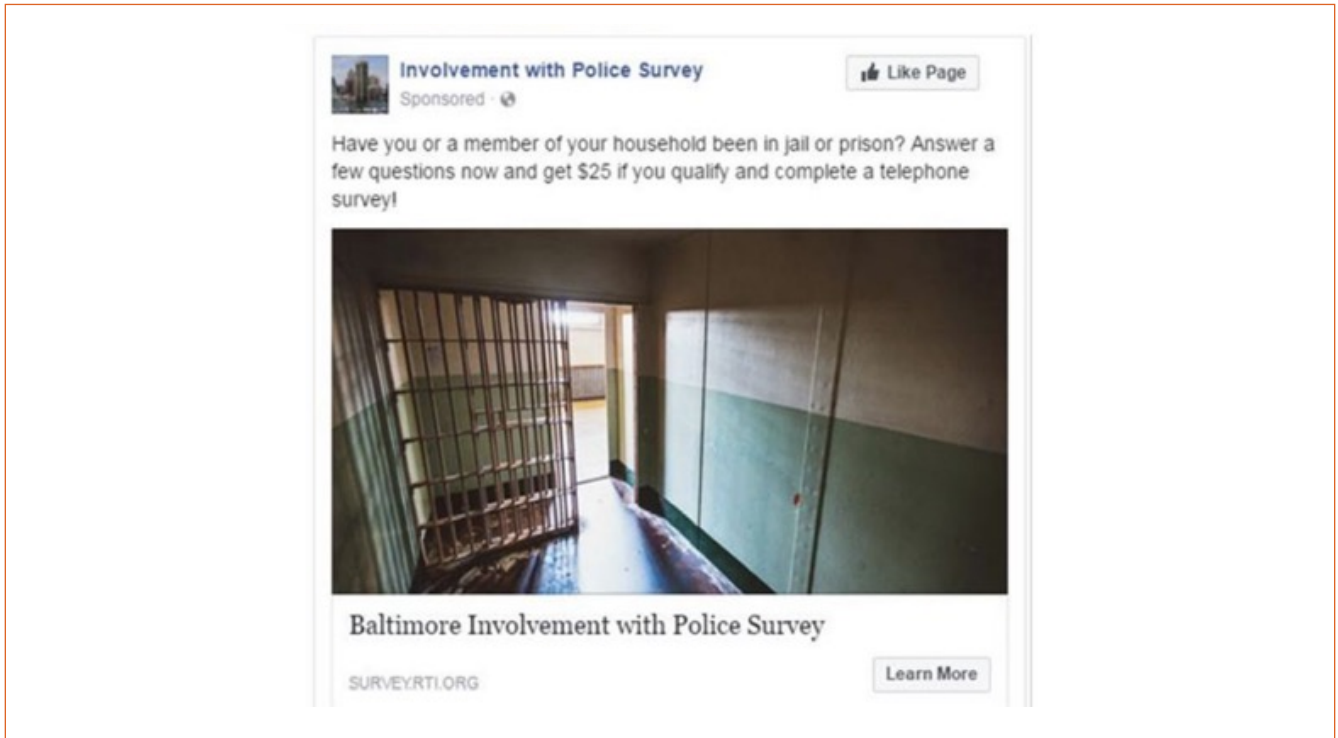 Involvement with Police Survey
Like Page
Sponsored ·
Have you or a member of your household been in jail or prison? Answer a
few questions now and get $25 if you qualify and complete a telephone
survey!
Baltimore Involvement with Police Survey
Learn More
SURVEY.RTI.ORG